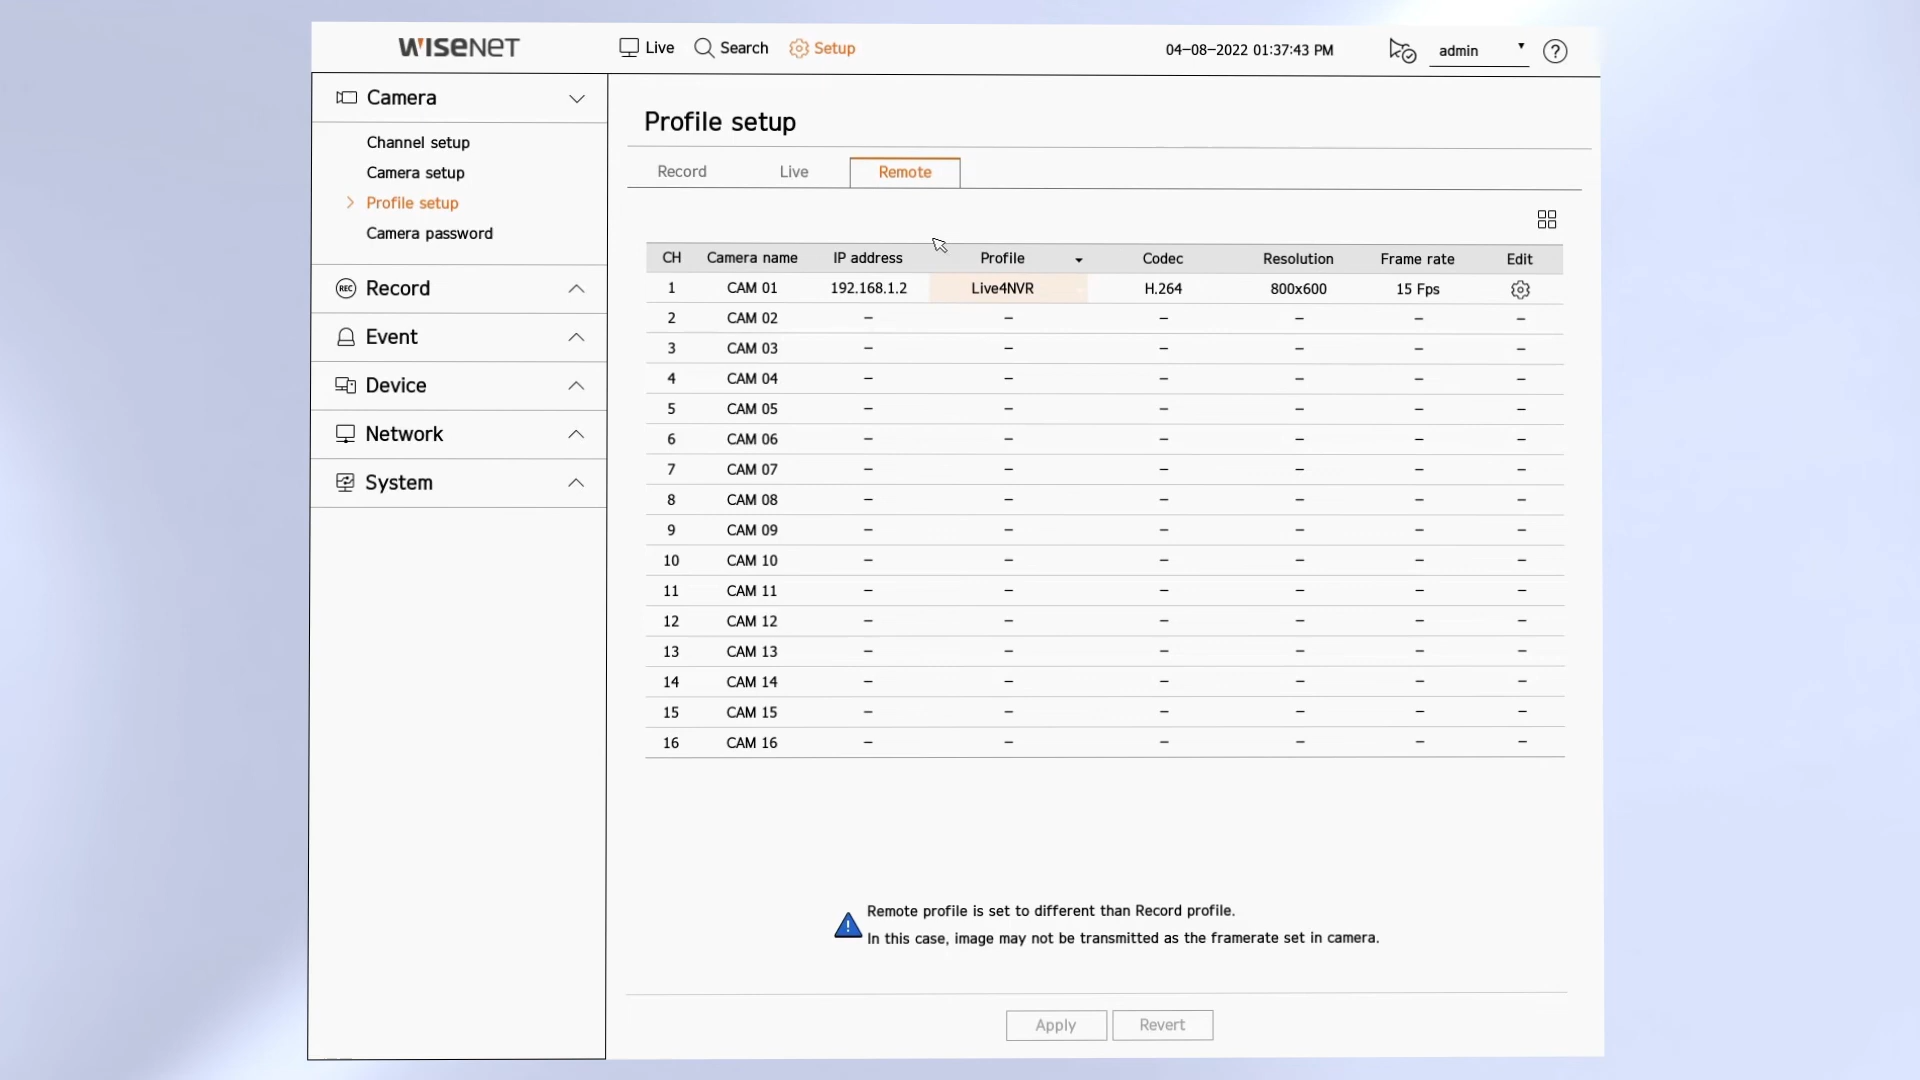 WISENET Live Search Setup 04-08-2022 01:37:43 PM admin ?
Camera
Channel setup
Camera setup
Profile setup
Camera password
REC Record
Event
Device
Network
System
Profile setup
Record Live Remote
CH Camera name IP address Profile Codec Resolution Frame rate Edit
1 CAM 01 192.168.1.2 Live4NVR H.264 800x600 15 Fps
2 CAM 02 – – – – – –
3 CAM 03 – – – – – –
4 CAM 04 – – – – – –
5 CAM 05 – – – – – –
6 CAM 06 – – – – – –
7 CAM 07 – – – – – –
8 CAM 08 – – – – – –
9 CAM 09 – – – – – –
10 CAM 10 – – – – – –
11 CAM 11 – – – – – –
12 CAM 12 – – – – – –
13 CAM 13 – – – – – –
14 CAM 14 – – – – – –
15 CAM 15 – – – – – –
16 CAM 16 – – – – – –
Remote profile is set to different than Record profile.
In this case, image may not be transmitted as the framerate set in camera.
Apply Revert